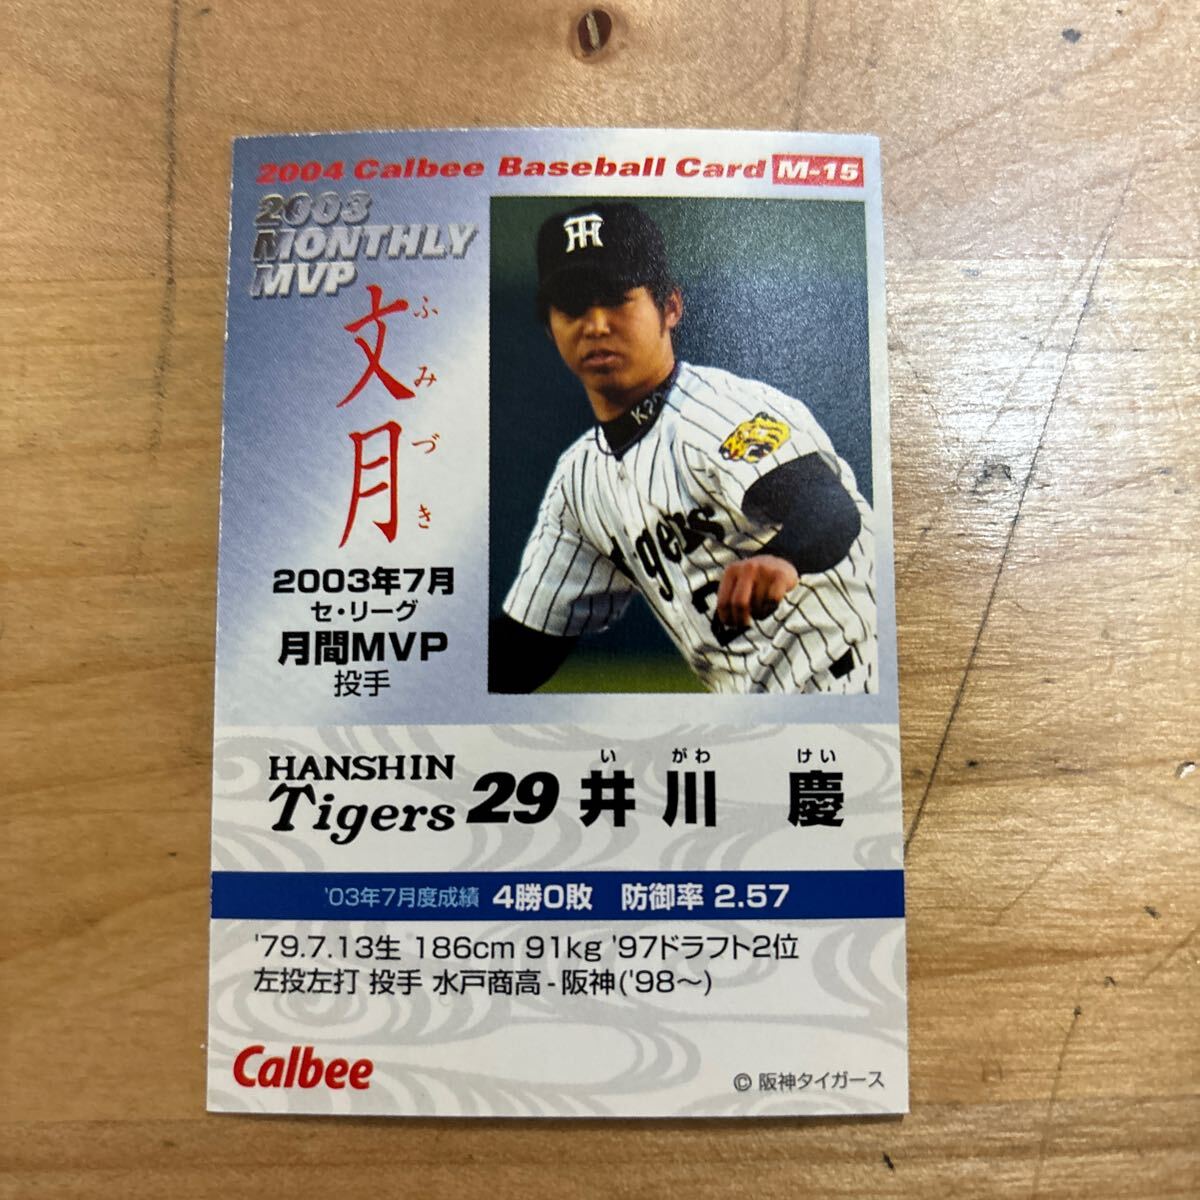 2004 Calbee Baseball Card M-15
2003
MONTHLY
MVP
文月
ふみづき
2003年7月
セ・リーグ
月間MVP
投手
HANSHIN
Tigers
29 井川 慶
いがわ けい
'03年7月度成績 4勝0敗 防御率 2.57
'79.7.13生 186cm 91kg '97ドラフト2位
左投左打 投手 水戸商高-阪神('98〜)
Calbee
© 阪神タイガース